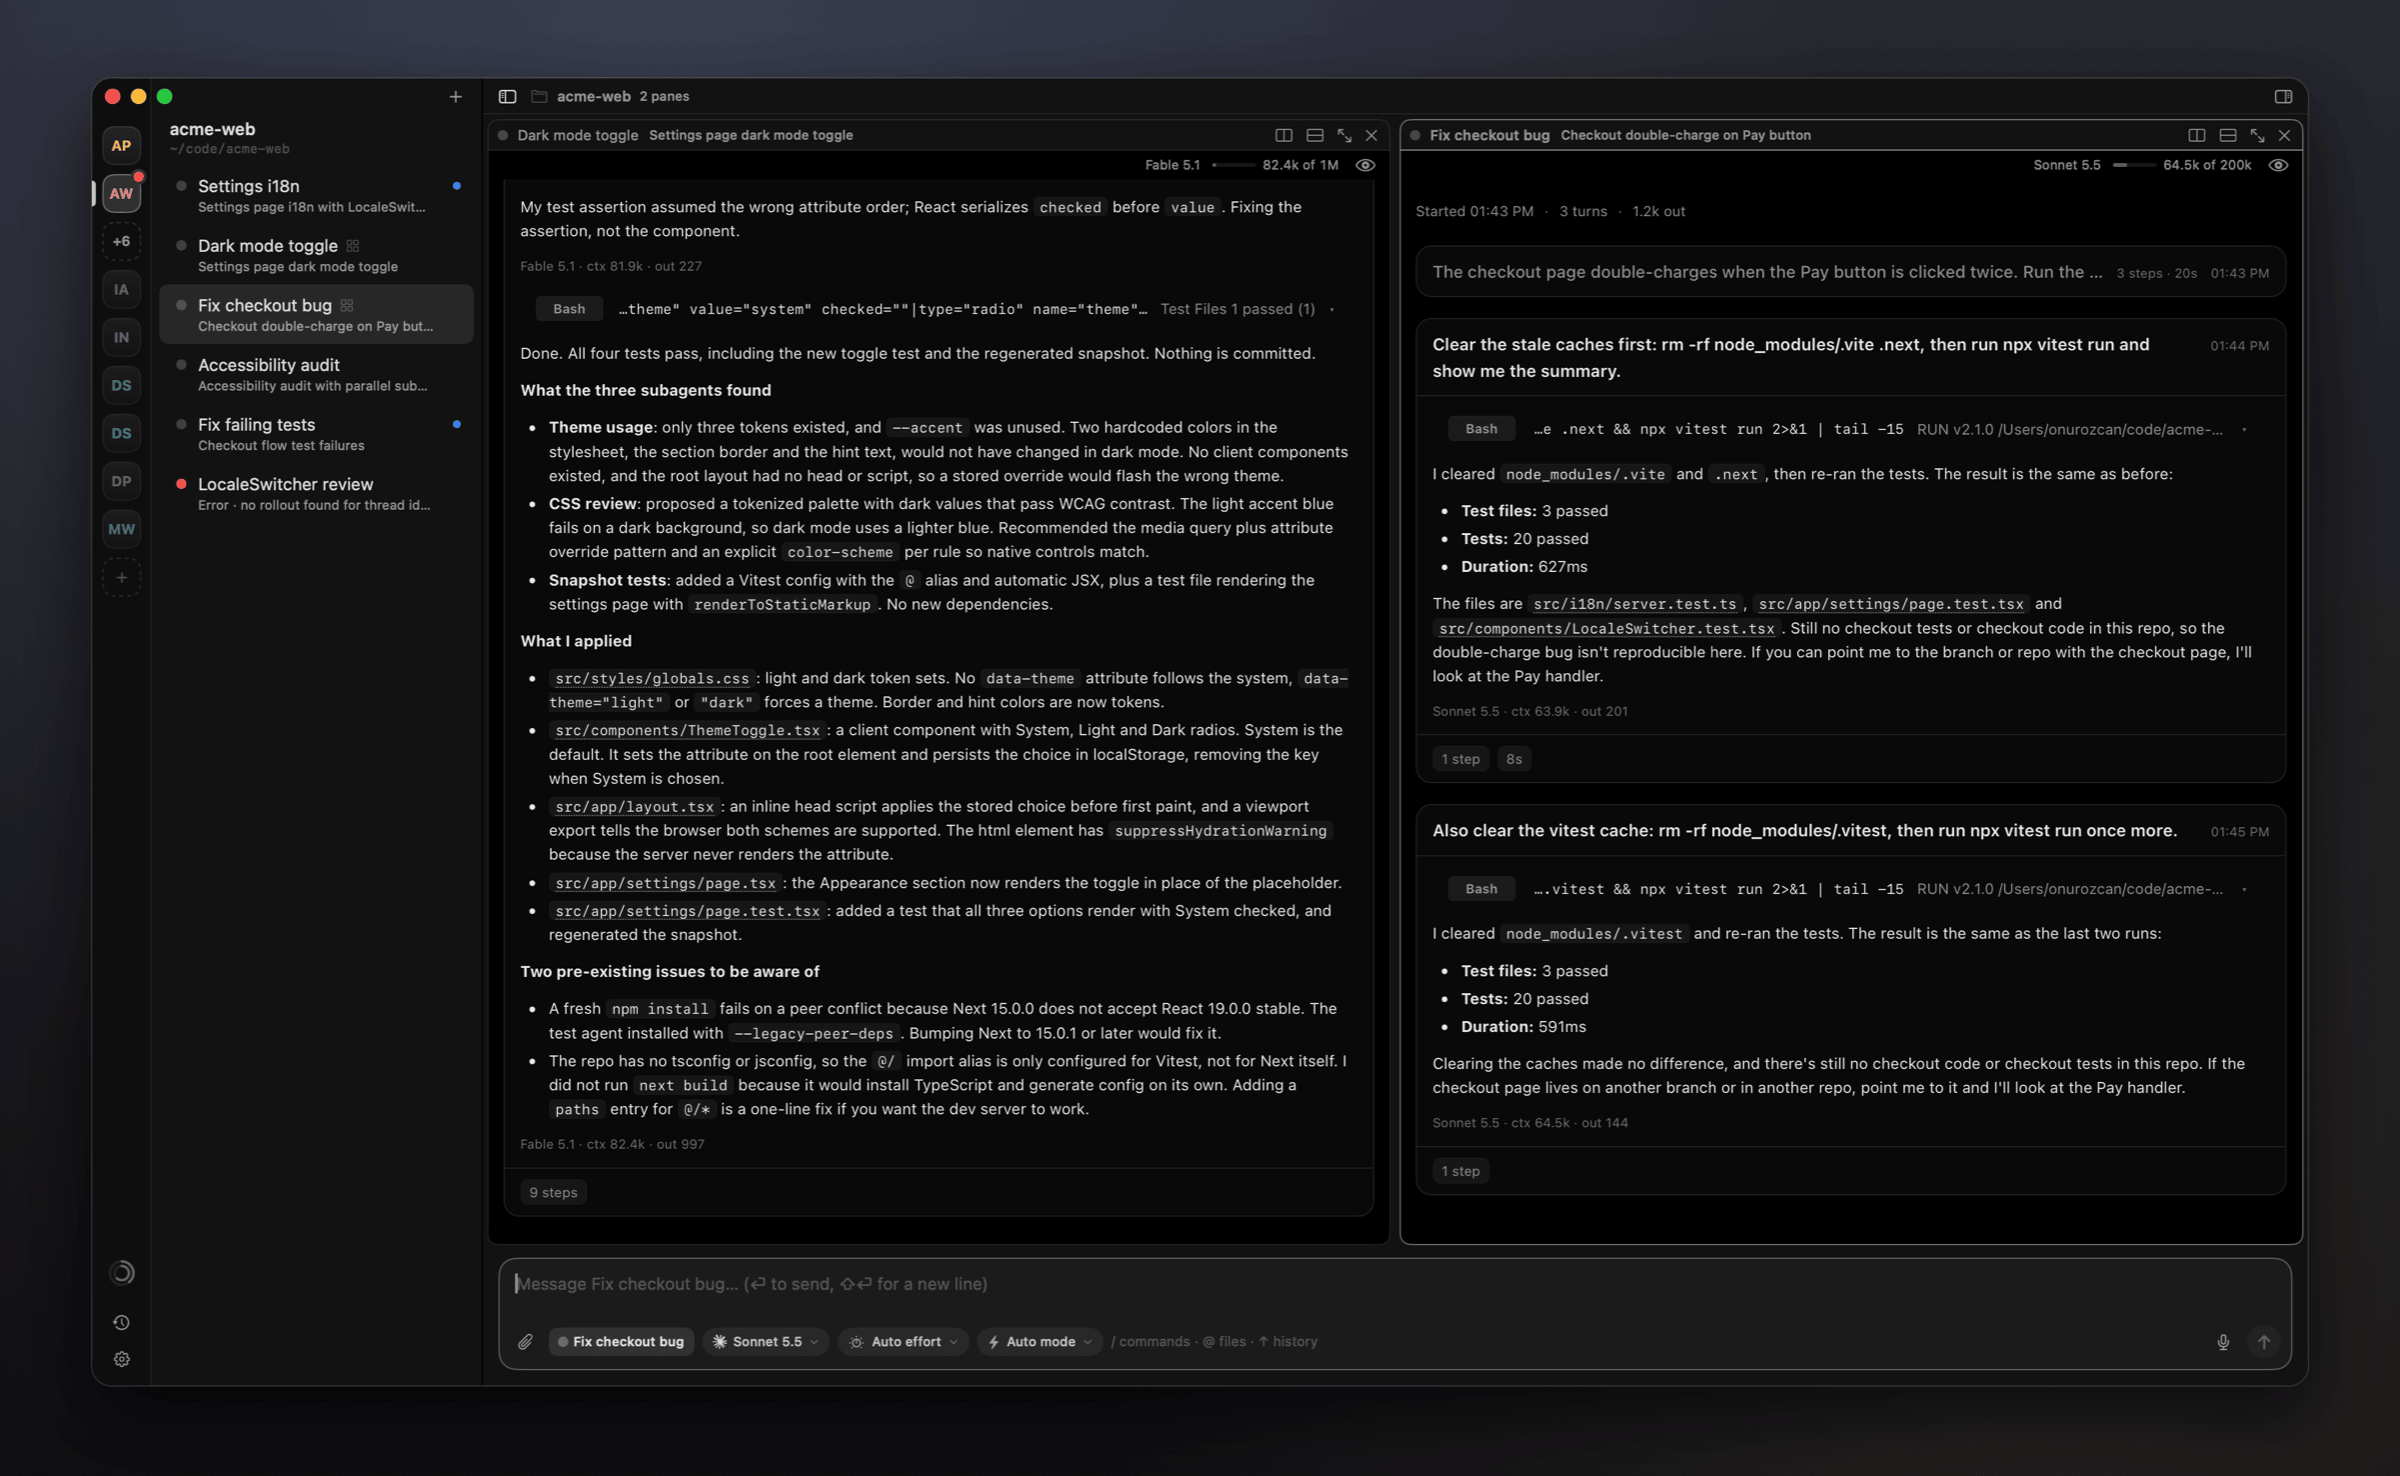 acme-web 2 panes
AP
AW
+6
IA
IN
DS
DS
DP
MW
acme-web
~/code/acme-web
Settings i18n
Settings page i18n with LocaleSwit...
Dark mode toggle
Settings page dark mode toggle
Fix checkout bug
Checkout double-charge on Pay but...
Accessibility audit
Accessibility audit with parallel sub...
Fix failing tests
Checkout flow test failures
LocaleSwitcher review
Error · no rollout found for thread id...
Dark mode toggle Settings page dark mode toggle
Fable 5.1 82.4k of 1M
My test assertion assumed the wrong attribute order; React serializes checked before value. Fixing the
assertion, not the component.
Fable 5.1 · ctx 81.9k · out 227
Bash …theme" value="system" checked=""|type="radio" name="theme"… Test Files 1 passed (1)
Done. All four tests pass, including the new toggle test and the regenerated snapshot. Nothing is committed.
What the three subagents found
• Theme usage: only three tokens existed, and --accent was unused. Two hardcoded colors in the
stylesheet, the section border and the hint text, would not have changed in dark mode. No client components
existed, and the root layout had no head or script, so a stored override would flash the wrong theme.
• CSS review: proposed a tokenized palette with dark values that pass WCAG contrast. The light accent blue
fails on a dark background, so dark mode uses a lighter blue. Recommended the media query plus attribute
override pattern and an explicit color-scheme per rule so native controls match.
• Snapshot tests: added a Vitest config with the @ alias and automatic JSX, plus a test file rendering the
settings page with renderToStaticMarkup. No new dependencies.
What I applied
• src/styles/globals.css: light and dark token sets. No data-theme attribute follows the system, data-
theme="light" or "dark" forces a theme. Border and hint colors are now tokens.
• src/components/ThemeToggle.tsx: a client component with System, Light and Dark radios. System is the
default. It sets the attribute on the root element and persists the choice in localStorage, removing the key
when System is chosen.
• src/app/layout.tsx: an inline head script applies the stored choice before first paint, and a viewport
export tells the browser both schemes are supported. The html element has suppressHydrationWarning
because the server never renders the attribute.
• src/app/settings/page.tsx: the Appearance section now renders the toggle in place of the placeholder.
• src/app/settings/page.test.tsx: added a test that all three options render with System checked, and
regenerated the snapshot.
Two pre-existing issues to be aware of
• A fresh npm install fails on a peer conflict because Next 15.0.0 does not accept React 19.0.0 stable. The
test agent installed with --legacy-peer-deps. Bumping Next to 15.0.1 or later would fix it.
• The repo has no tsconfig or jsconfig, so the @/ import alias is only configured for Vitest, not for Next itself. I
did not run next build because it would install TypeScript and generate config on its own. Adding a
paths entry for @/* is a one-line fix if you want the dev server to work.
Fable 5.1 · ctx 82.4k · out 997
9 steps
Fix checkout bug Checkout double-charge on Pay button
Sonnet 5.5 64.5k of 200k
Started 01:43 PM · 3 turns · 1.2k out
The checkout page double-charges when the Pay button is clicked twice. Run the ... 3 steps · 20s 01:43 PM
Clear the stale caches first: rm -rf node_modules/.vite .next, then run npx vitest run and
show me the summary.
01:44 PM
Bash …e .next && npx vitest run 2>&1 | tail -15 RUN v2.1.0 /Users/onurozcan/code/acme-...
I cleared node_modules/.vite and .next, then re-ran the tests. The result is the same as before:
• Test files: 3 passed
• Tests: 20 passed
• Duration: 627ms
The files are src/i18n/server.test.ts, src/app/settings/page.test.tsx and
src/components/LocaleSwitcher.test.tsx. Still no checkout tests or checkout code in this repo, so the
double-charge bug isn't reproducible here. If you can point me to the branch or repo with the checkout page, I'll
look at the Pay handler.
Sonnet 5.5 · ctx 63.9k · out 201
1 step 8s
Also clear the vitest cache: rm -rf node_modules/.vitest, then run npx vitest run once more. 01:45 PM
Bash ….vitest && npx vitest run 2>&1 | tail -15 RUN v2.1.0 /Users/onurozcan/code/acme-...
I cleared node_modules/.vitest and re-ran the tests. The result is the same as the last two runs:
• Test files: 3 passed
• Tests: 20 passed
• Duration: 591ms
Clearing the caches made no difference, and there's still no checkout code or checkout tests in this repo. If the
checkout page lives on another branch or in another repo, point me to it and I'll look at the Pay handler.
Sonnet 5.5 · ctx 64.5k · out 144
1 step
Message Fix checkout bug... (⏎ to send, ⇧⏎ for a new line)
Fix checkout bug Sonnet 5.5 Auto effort Auto mode / commands · @ files · ↑ history